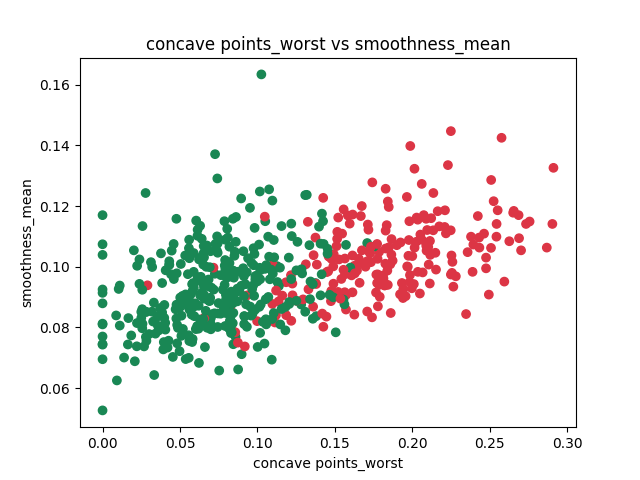 concave points_worst vs smoothness_mean
0.16
0.14
0.12
0.10
0.08
0.06
smoothness_mean
0.00 0.05 0.10 0.15 0.20 0.25 0.30
concave points_worst